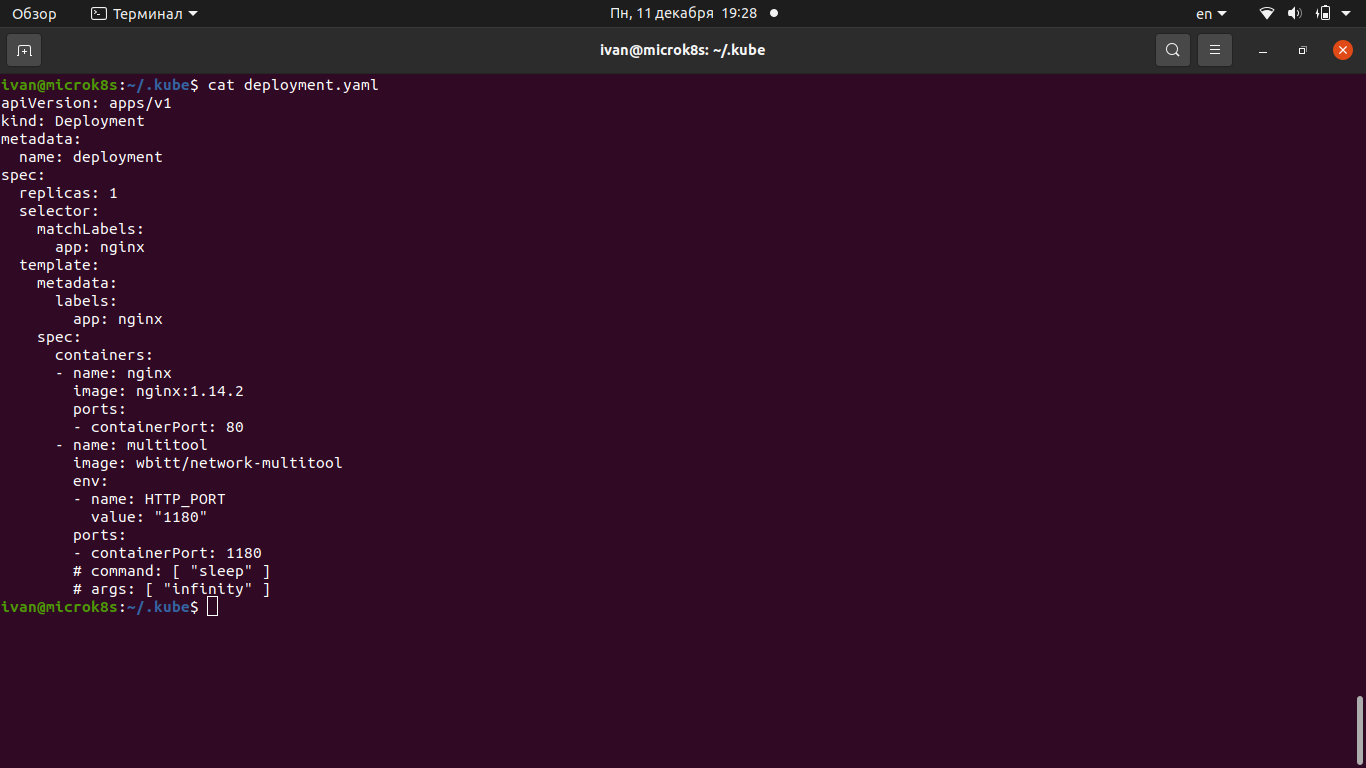 Обзор Терминал Пн, 11 декабря 19:28 en
ivan@microk8s: ~/.kube
ivan@microk8s:~/.kube$ cat deployment.yaml
apiVersion: apps/v1
kind: Deployment
metadata:
  name: deployment
spec:
  replicas: 1
  selector:
    matchLabels:
      app: nginx
  template:
    metadata:
      labels:
        app: nginx
    spec:
      containers:
      - name: nginx
        image: nginx:1.14.2
        ports:
        - containerPort: 80
      - name: multitool
        image: wbitt/network-multitool
        env:
        - name: HTTP_PORT
          value: "1180"
        ports:
        - containerPort: 1180
        # command: [ "sleep" ]
        # args: [ "infinity" ]
ivan@microk8s:~/.kube$